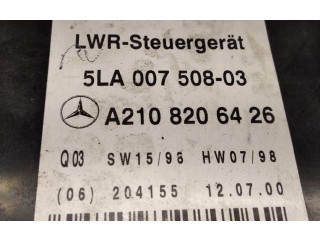 LWR-Steuergerät
5LA 007 508-03
A210 820 64 26
Q03 SW15/98 HW07/98
(06) 204155 12.07.00